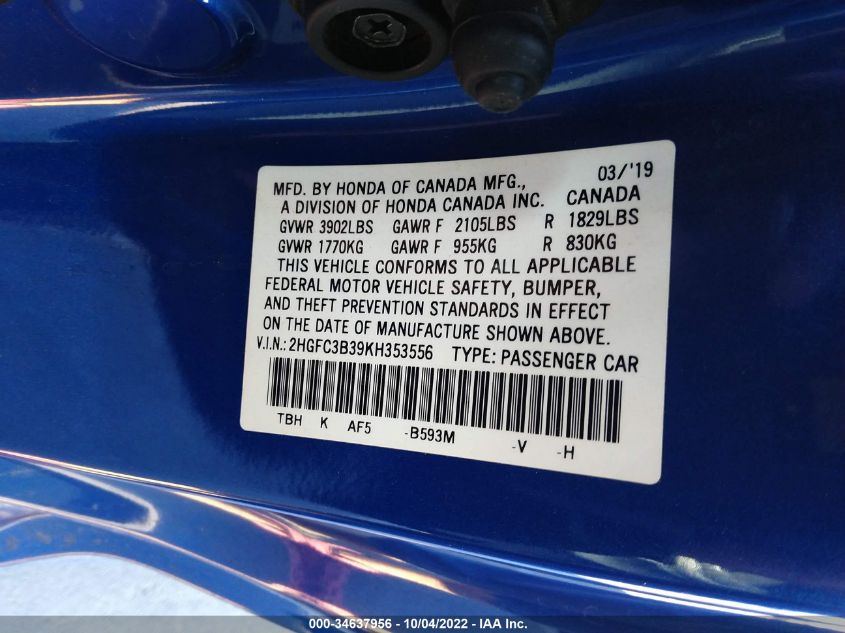 03/'19
MFD. BY HONDA OF CANADA MFG.,
A DIVISION OF HONDA CANADA INC. CANADA
GVWR 3902LBS GAWR F 2105LBS R 1829LBS
GVWR 1770KG GAWR F 955KG R 830KG
THIS VEHICLE CONFORMS TO ALL APPLICABLE
FEDERAL MOTOR VEHICLE SAFETY, BUMPER,
AND THEFT PREVENTION STANDARDS IN EFFECT
ON THE DATE OF MANUFACTURE SHOWN ABOVE.
V.I.N.: 2HGFC3B39KH353556 TYPE: PASSENGER CAR
TBH K AF5 -B593M -V -H
000-34637956 - 10/04/2022 - IAA Inc.